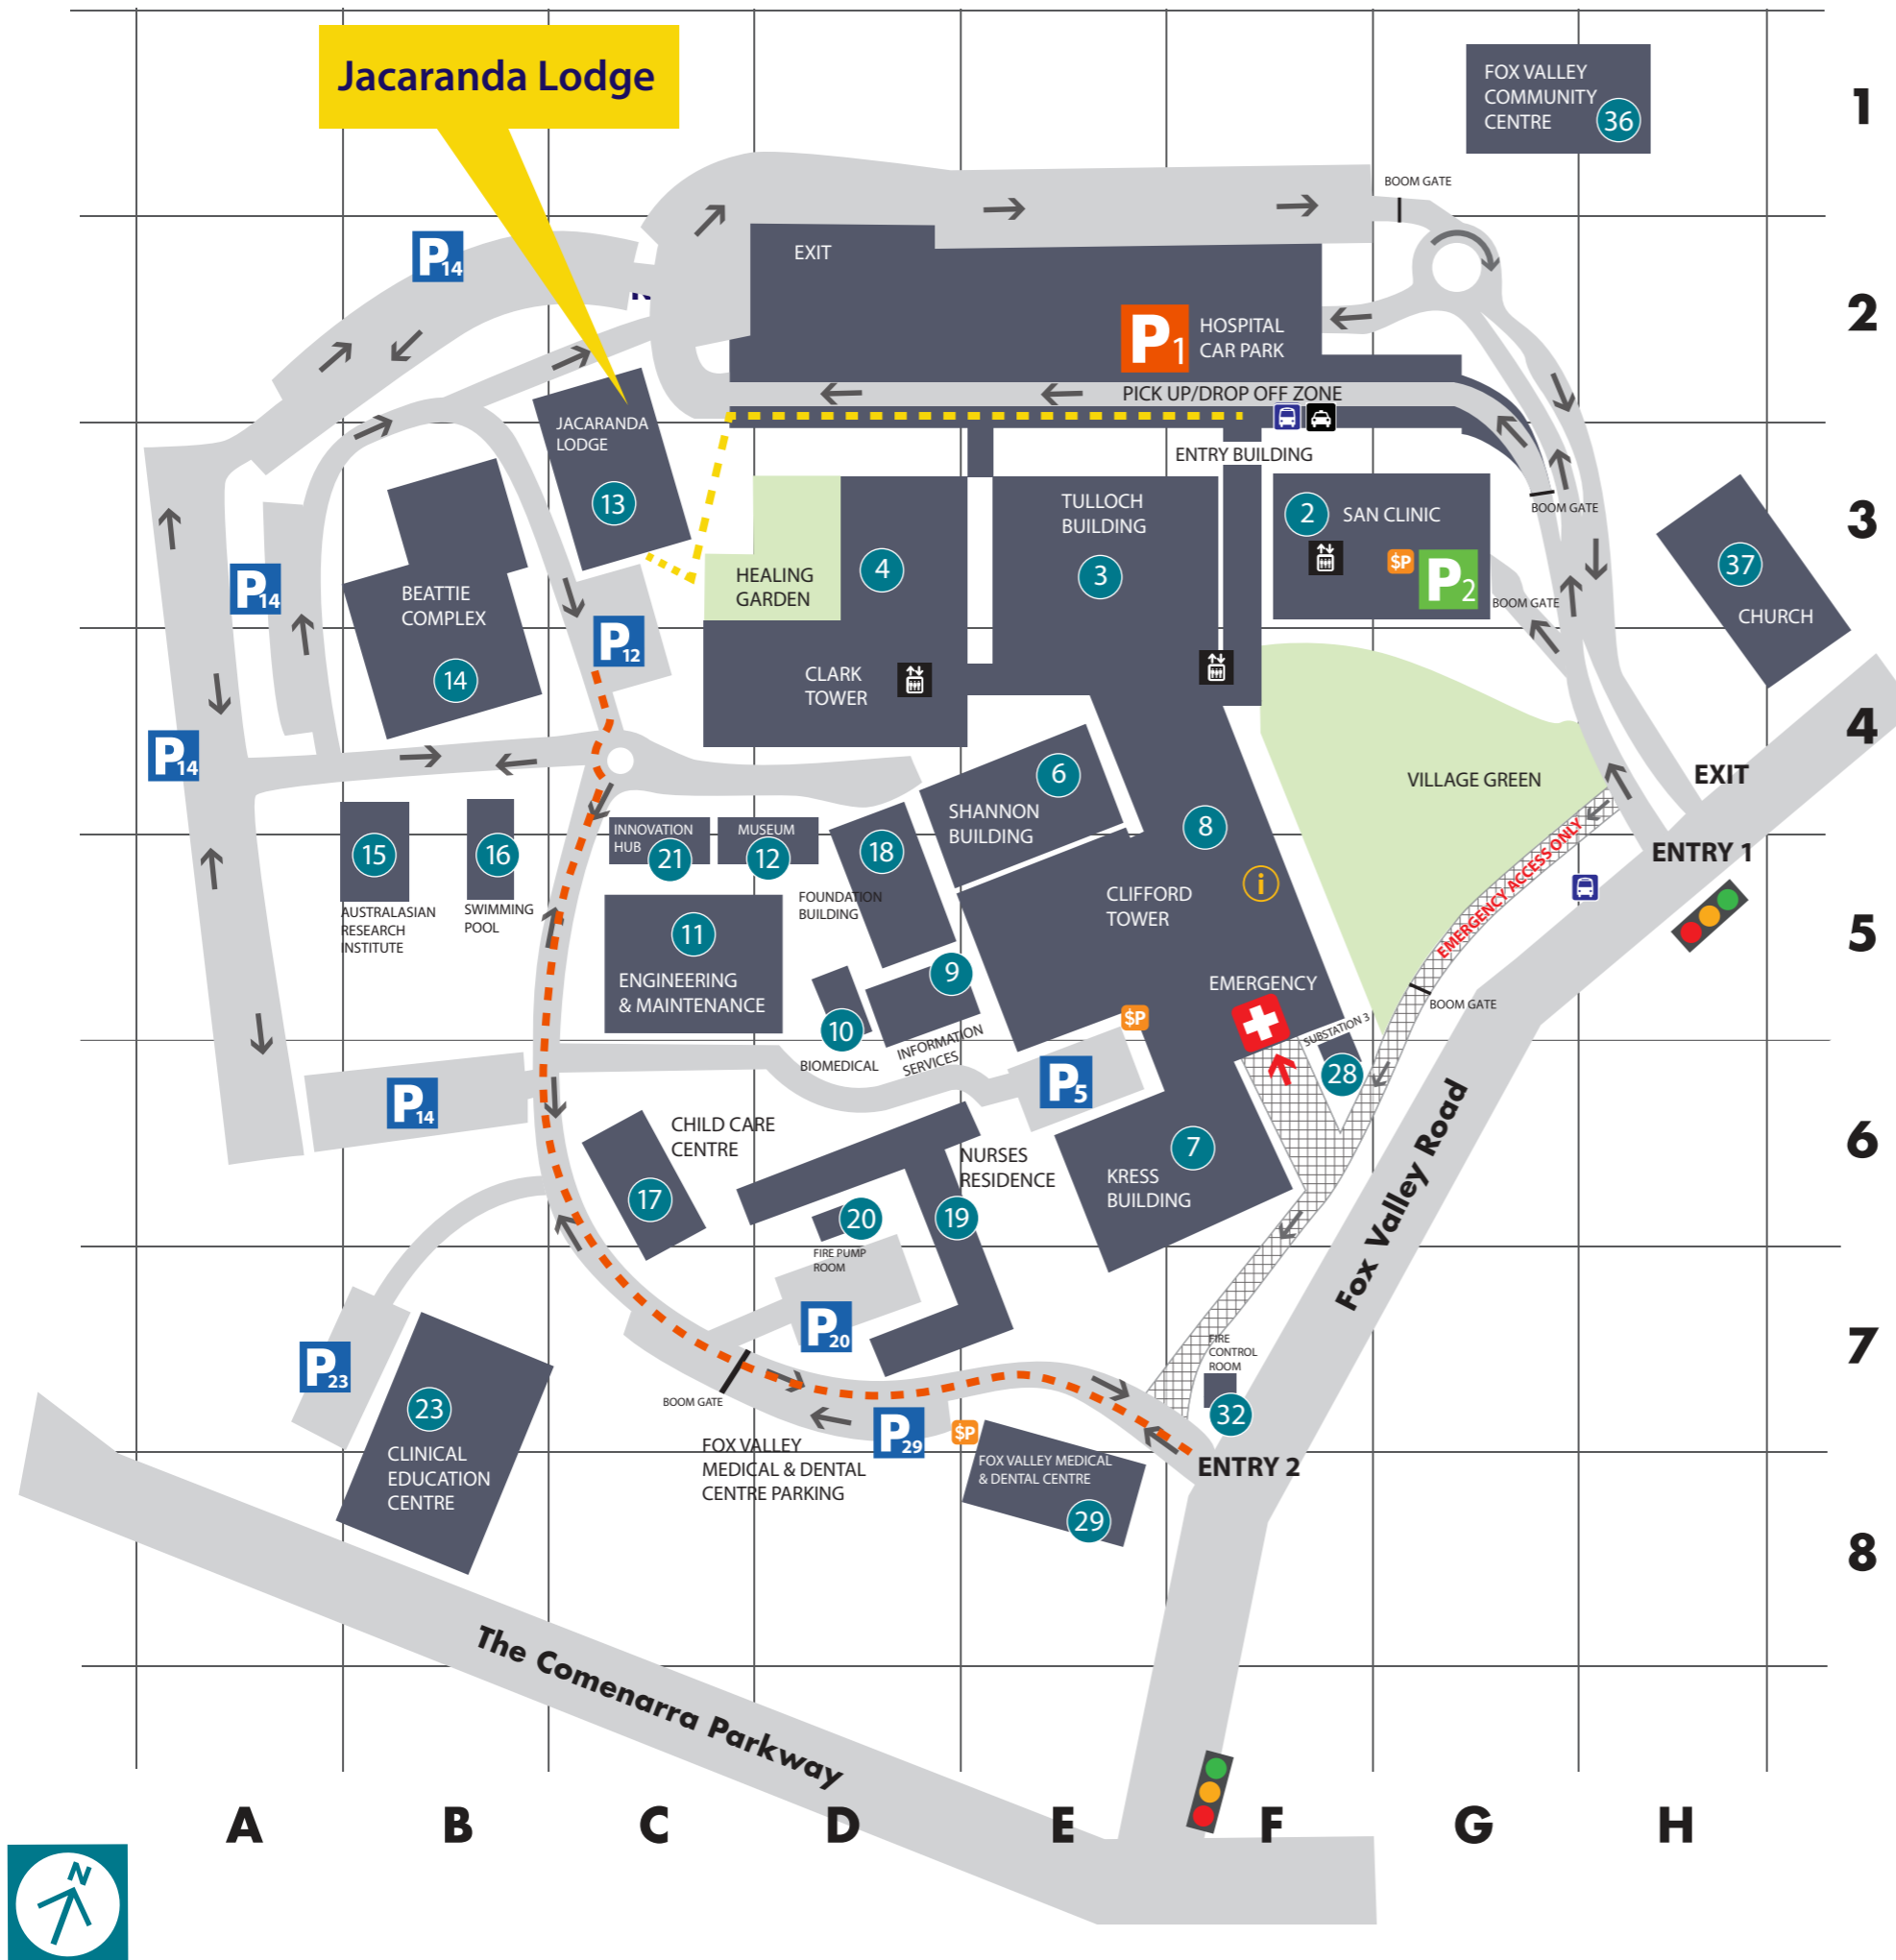 Jacaranda Lodge
FOX VALLEY
COMMUNITY
CENTRE
36
1
BOOM GATE
P14
EXIT
P1
HOSPITAL
CAR PARK
2
PICK UP/DROP OFF ZONE
JACARANDA
LODGE
13
ENTRY BUILDING
TULLOCH
BUILDING
3
2
SAN CLINIC
$P
P2
BOOM GATE
3
37
CHURCH
4
HEALING
GARDEN
P14
BEATTIE
COMPLEX
14
P12
BOOM GATE
CLARK
TOWER
P14
4
EXIT
VILLAGE GREEN
6
SHANNON
BUILDING
8
INNOVATION
HUB
21
MUSEUM
12
18
15
16
ENTRY 1
EMERGENCY ACCESS ONLY
i
CLIFFORD
TOWER
FOUNDATION
BUILDING
AUSTRALASIAN
RESEARCH
INSTITUTE
SWIMMING
POOL
11
ENGINEERING
& MAINTENANCE
5
9
EMERGENCY
BOOM GATE
$P
10
BIOMEDICAL
INFORMATION
SERVICES
SUBSTATION 3
28
P5
P14
CHILD CARE
CENTRE
6
NURSES
RESIDENCE
7
KRESS
BUILDING
17
20
19
FIRE PUMP
ROOM
Fox Valley Road
P20
P23
FIRE
CONTROL
ROOM
7
32
BOOM GATE
23
CLINICAL
EDUCATION
CENTRE
P29
$P
FOX VALLEY
MEDICAL & DENTAL
CENTRE PARKING
FOX VALLEY MEDICAL
& DENTAL CENTRE
29
ENTRY 2
8
The Comenarra Parkway
A
B
C
D
E
F
G
H
N